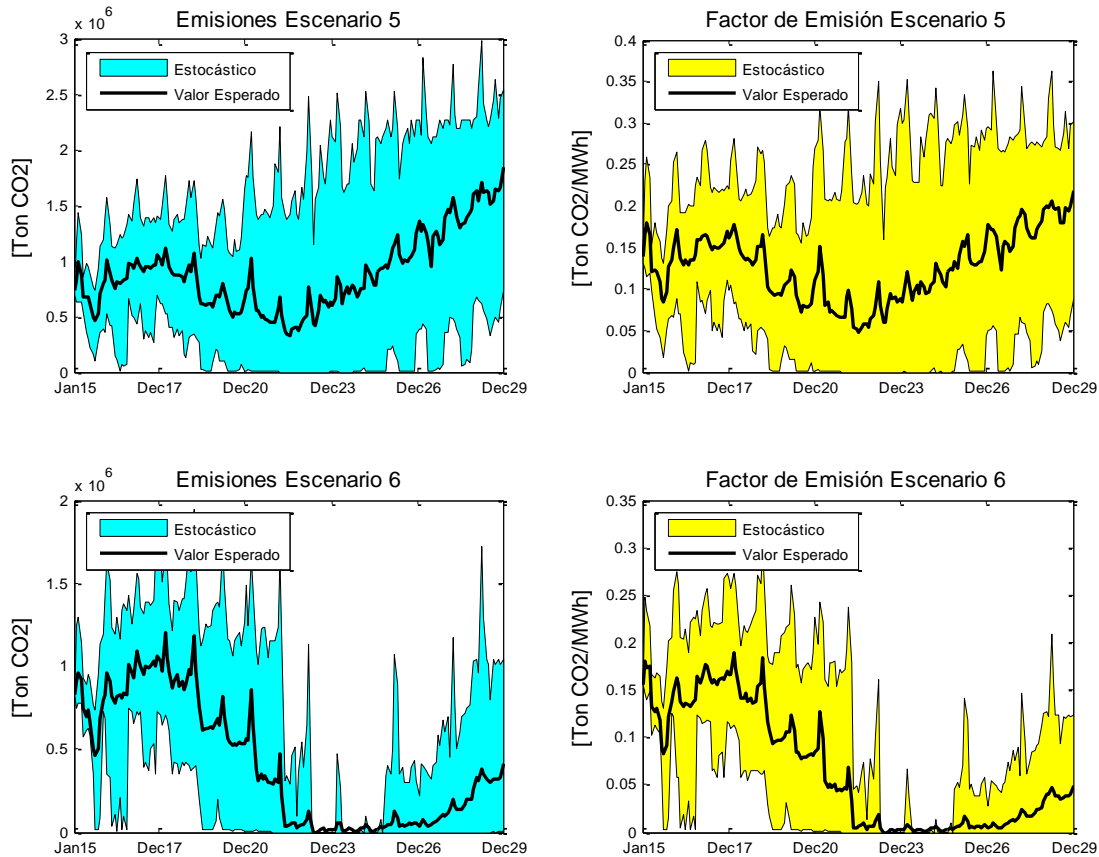 Emisiones Escenario 5
x 10^6
[Ton CO2]
3
2.5
2
1.5
1
0.5
0
Estocástico
Valor Esperado
Jan15 Dec17 Dec20 Dec23 Dec26 Dec29
Factor de Emisión Escenario 5
[Ton CO2/MWh]
0.4
0.35
0.3
0.25
0.2
0.15
0.1
0.05
0
Estocástico
Valor Esperado
Jan15 Dec17 Dec20 Dec23 Dec26 Dec29
Emisiones Escenario 6
x 10^6
[Ton CO2]
2
1.5
1
0.5
0
Estocástico
Valor Esperado
Jan15 Dec17 Dec20 Dec23 Dec26 Dec29
Factor de Emisión Escenario 6
[Ton CO2/MWh]
0.35
0.3
0.25
0.2
0.15
0.1
0.05
0
Estocástico
Valor Esperado
Jan15 Dec17 Dec20 Dec23 Dec26 Dec29